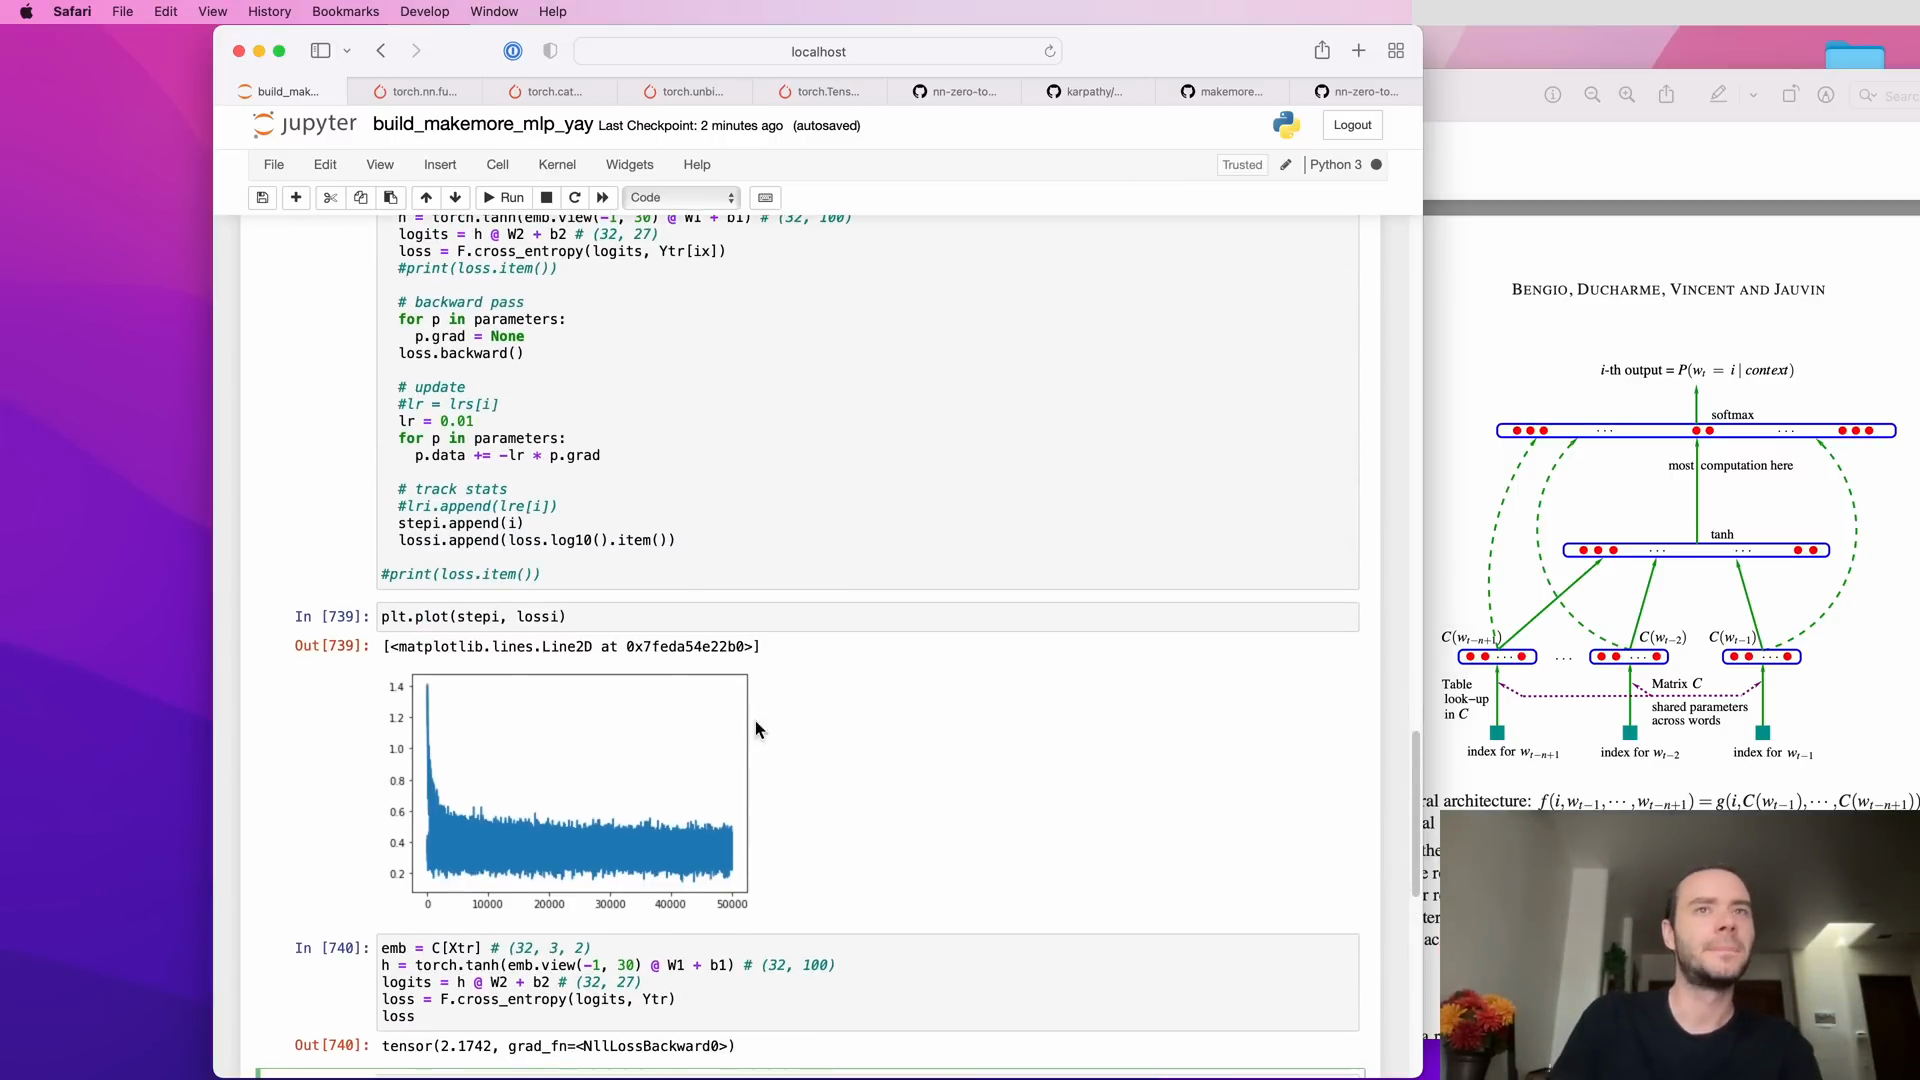 Safari File Edit View History Bookmarks Develop Window Help
localhost
build_mak... torch.nn.fu... torch.cat... torch.unbi... torch.Tens... nn-zero-to... karpathy/... makemore... nn-zero-to...
jupyter build_makemore_mlp_yay Last Checkpoint: 2 minutes ago (autosaved) Logout
File Edit View Insert Cell Kernel Widgets Help Trusted Python 3
Run Code
h = torch.tanh(emb.view(-1, 30) @ W1 + b1) # (32, 100)
logits = h @ W2 + b2 # (32, 27)
loss = F.cross_entropy(logits, Ytr[ix])
#print(loss.item())
# backward pass
for p in parameters:
p.grad = None
loss.backward()
# update
#lr = lrs[i]
lr = 0.01
for p in parameters:
p.data += -lr * p.grad
# track stats
#lri.append(lre[i])
stepi.append(i)
lossi.append(loss.log10().item())
#print(loss.item())
In [739]: plt.plot(stepi, lossi)
Out[739]: [<matplotlib.lines.Line2D at 0x7feda54e22b0>]
1.4
1.2
1.0
0.8
0.6
0.4
0.2
0 10000 20000 30000 40000 50000
In [740]: emb = C[Xtr] # (32, 3, 2)
h = torch.tanh(emb.view(-1, 30) @ W1 + b1) # (32, 100)
logits = h @ W2 + b2 # (32, 27)
loss = F.cross_entropy(logits, Ytr)
loss
Out[740]: tensor(2.1742, grad_fn=<NllLossBackward0>)
Search
BENGIO, DUCHARME, VINCENT AND JAUVIN
i-th output = P(w_t = i | context)
softmax
. . . . . .
most computation here
tanh
. . . . . .
C(w_{t-n+1}) C(w_{t-2}) C(w_{t-1})
. . .
Table look-up in C
Matrix C
shared parameters
across words
index for w_{t-n+1} index for w_{t-2} index for w_{t-1}
ral architecture: f(i, w_{t-1}, ··· , w_{t-n+1}) = g(i, C(w_{t-1}), ··· , C(w_{t-n+1}))
al
the